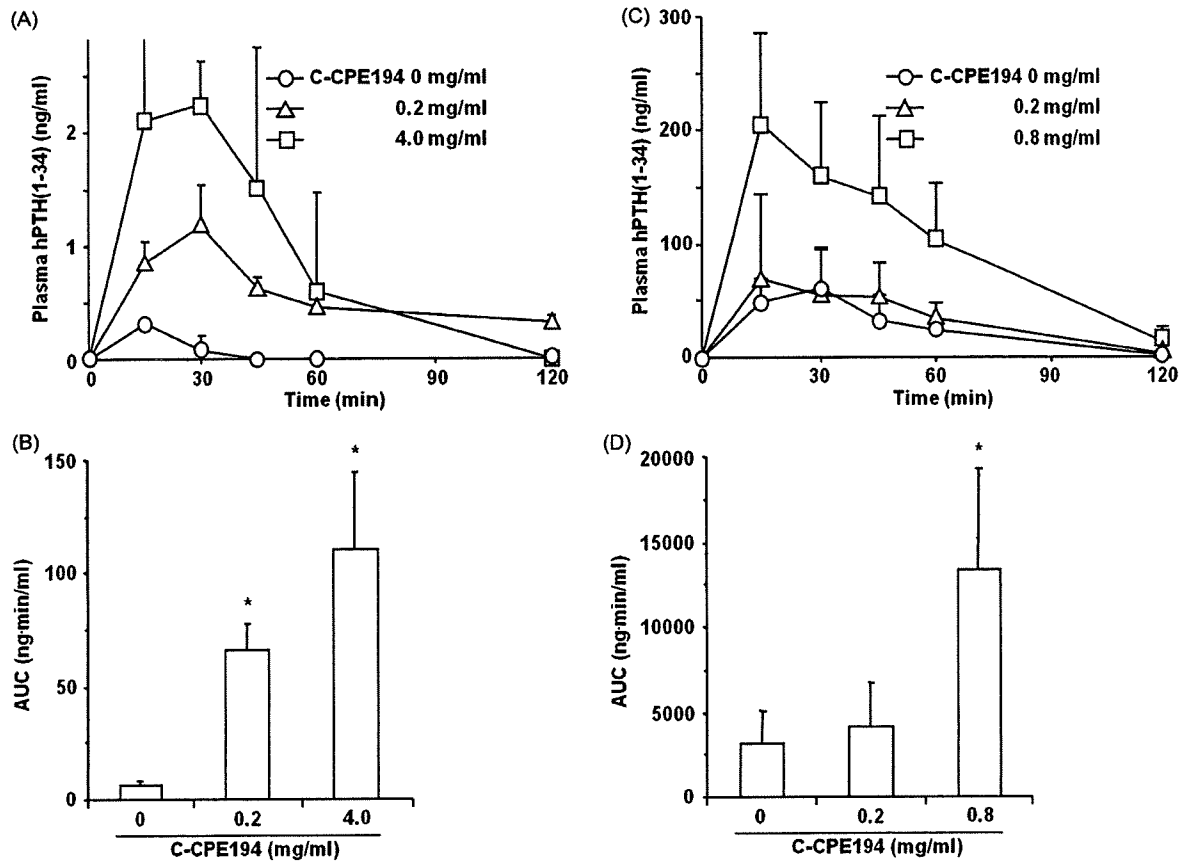 (A)
Plasma hPTH(1-34) (ng/ml)
2
1
0
C-CPE194 0 mg/ml
0.2 mg/ml
4.0 mg/ml
0 30 60 90 120
Time (min)
(C)
Plasma hPTH(1-34) (ng/ml)
300
200
100
0
C-CPE194 0 mg/ml
0.2 mg/ml
0.8 mg/ml
0 30 60 90 120
Time (min)
(B)
AUC (ng·min/ml)
150
100
50
0
*
*
0 0.2 4.0
C-CPE194 (mg/ml)
(D)
AUC (ng·min/ml)
20000
15000
10000
5000
0
*
0 0.2 0.8
C-CPE194 (mg/ml)